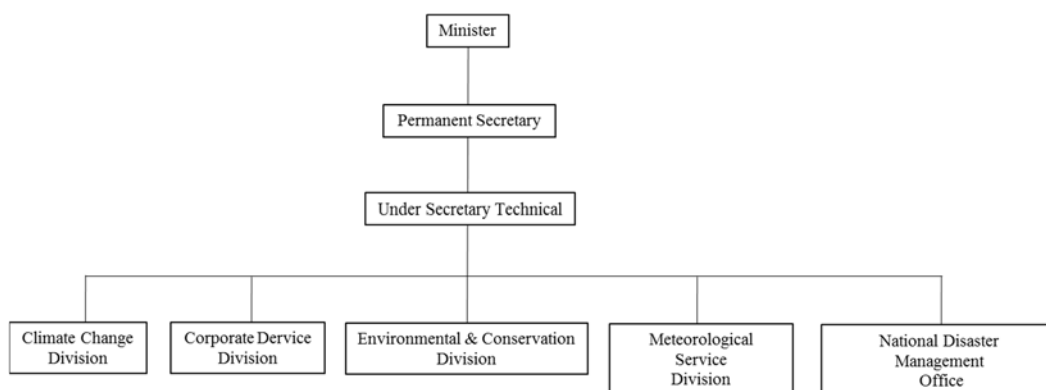 Minister
Permanent Secretary
Under Secretary Technical
Climate Change
Division
Corporate Dervice
Division
Environmental & Conservation
Division
Meteorological
Service
Division
National Disaster
Management
Office